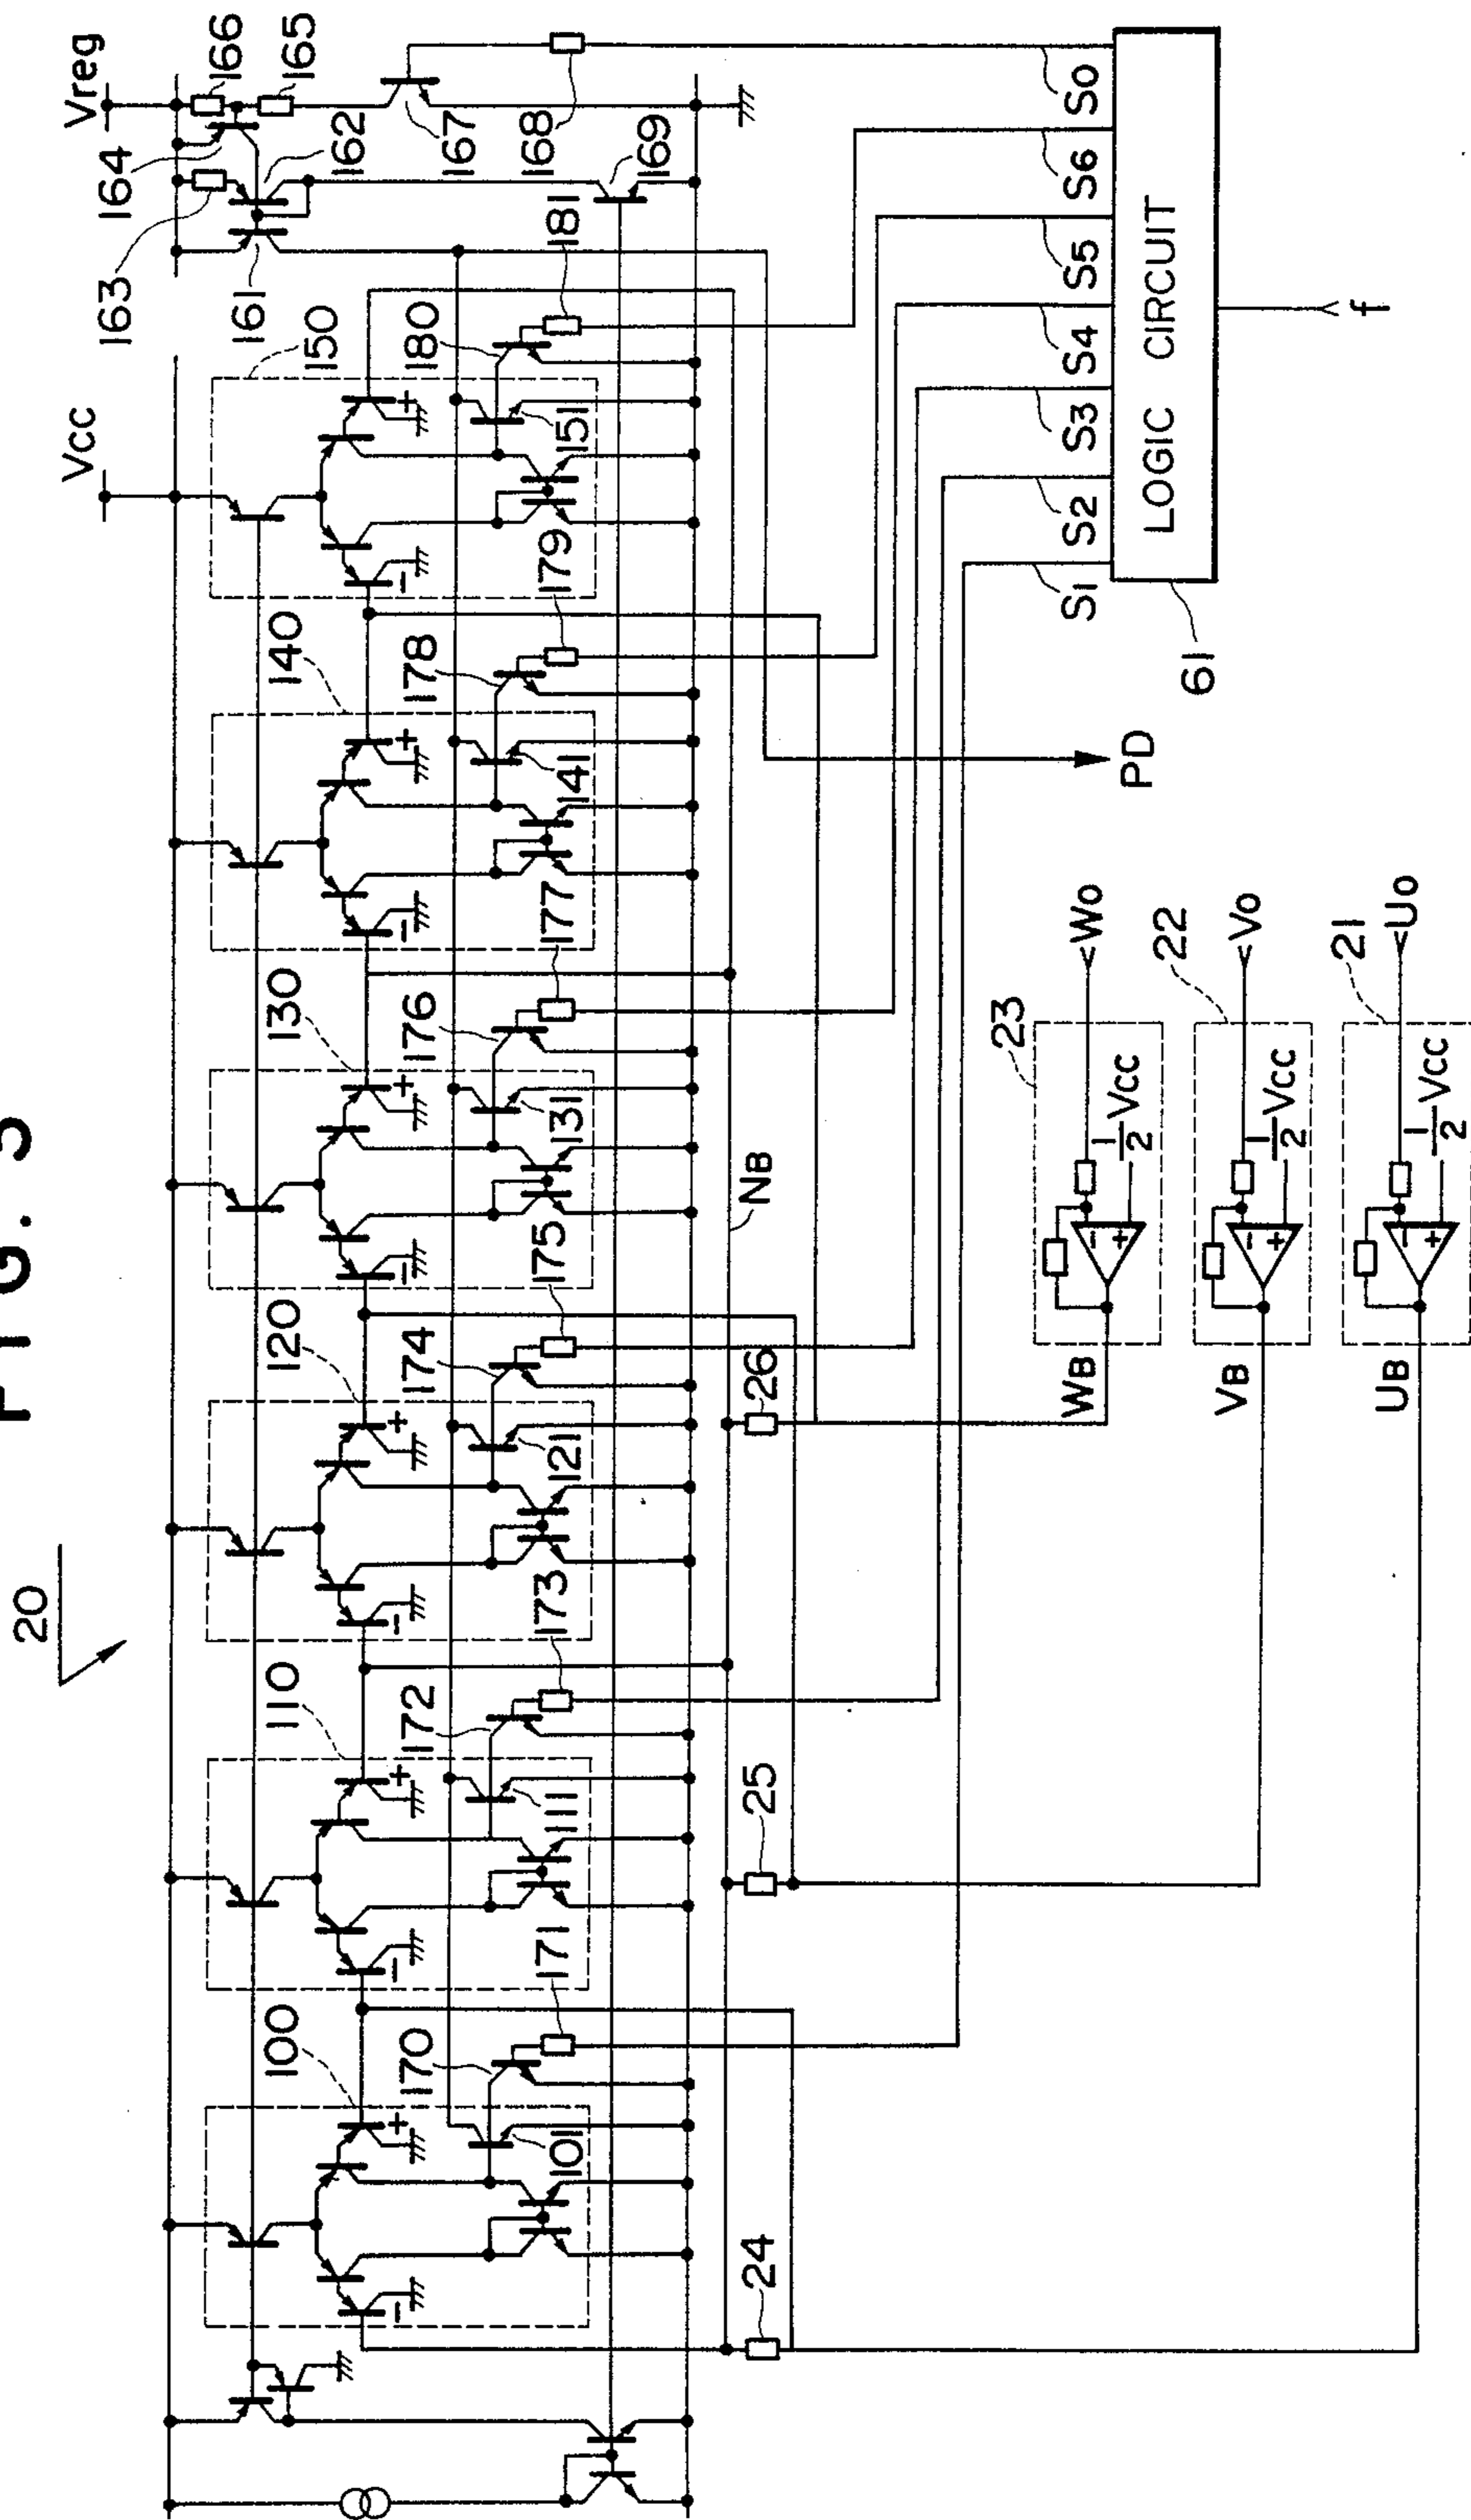 FIG. 5
20
Vcc
Vreg
163
164
166
165
161
162
167
168
169
100
110
120
130
140
150
170
172
174
176
178
180
101
111
121
131
141
151
171
173
175
177
179
181
- +
- +
- +
- +
- +
- +
24
25
26
NB
PD
S1
S2
S3
S4
S5
S6
S0
LOGIC CIRCUIT
61
f
WB
23
- +
1/2 Vcc
Wo
VB
22
- +
1/2 Vcc
Vo
UB
21
- +
1/2 Vcc
Uo